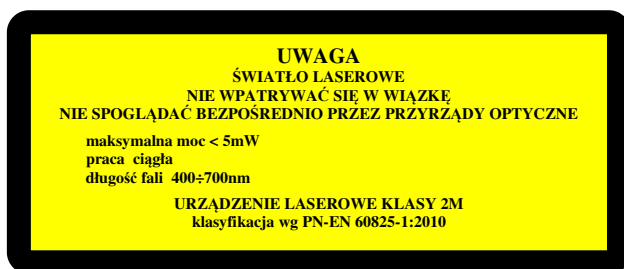 UWAGA
ŚWIATŁO LASEROWE
NIE WPATRYWAĆ SIĘ W WIĄZKĘ
NIE SPOGLĄDAĆ BEZPOŚREDNIO PRZEZ PRZYRZĄDY OPTYCZNE
maksymalna moc < 5mW
praca ciągła
długość fali 400÷700nm
URZĄDZENIE LASEROWE KLASY 2M
klasyfikacja wg PN-EN 60825-1:2010